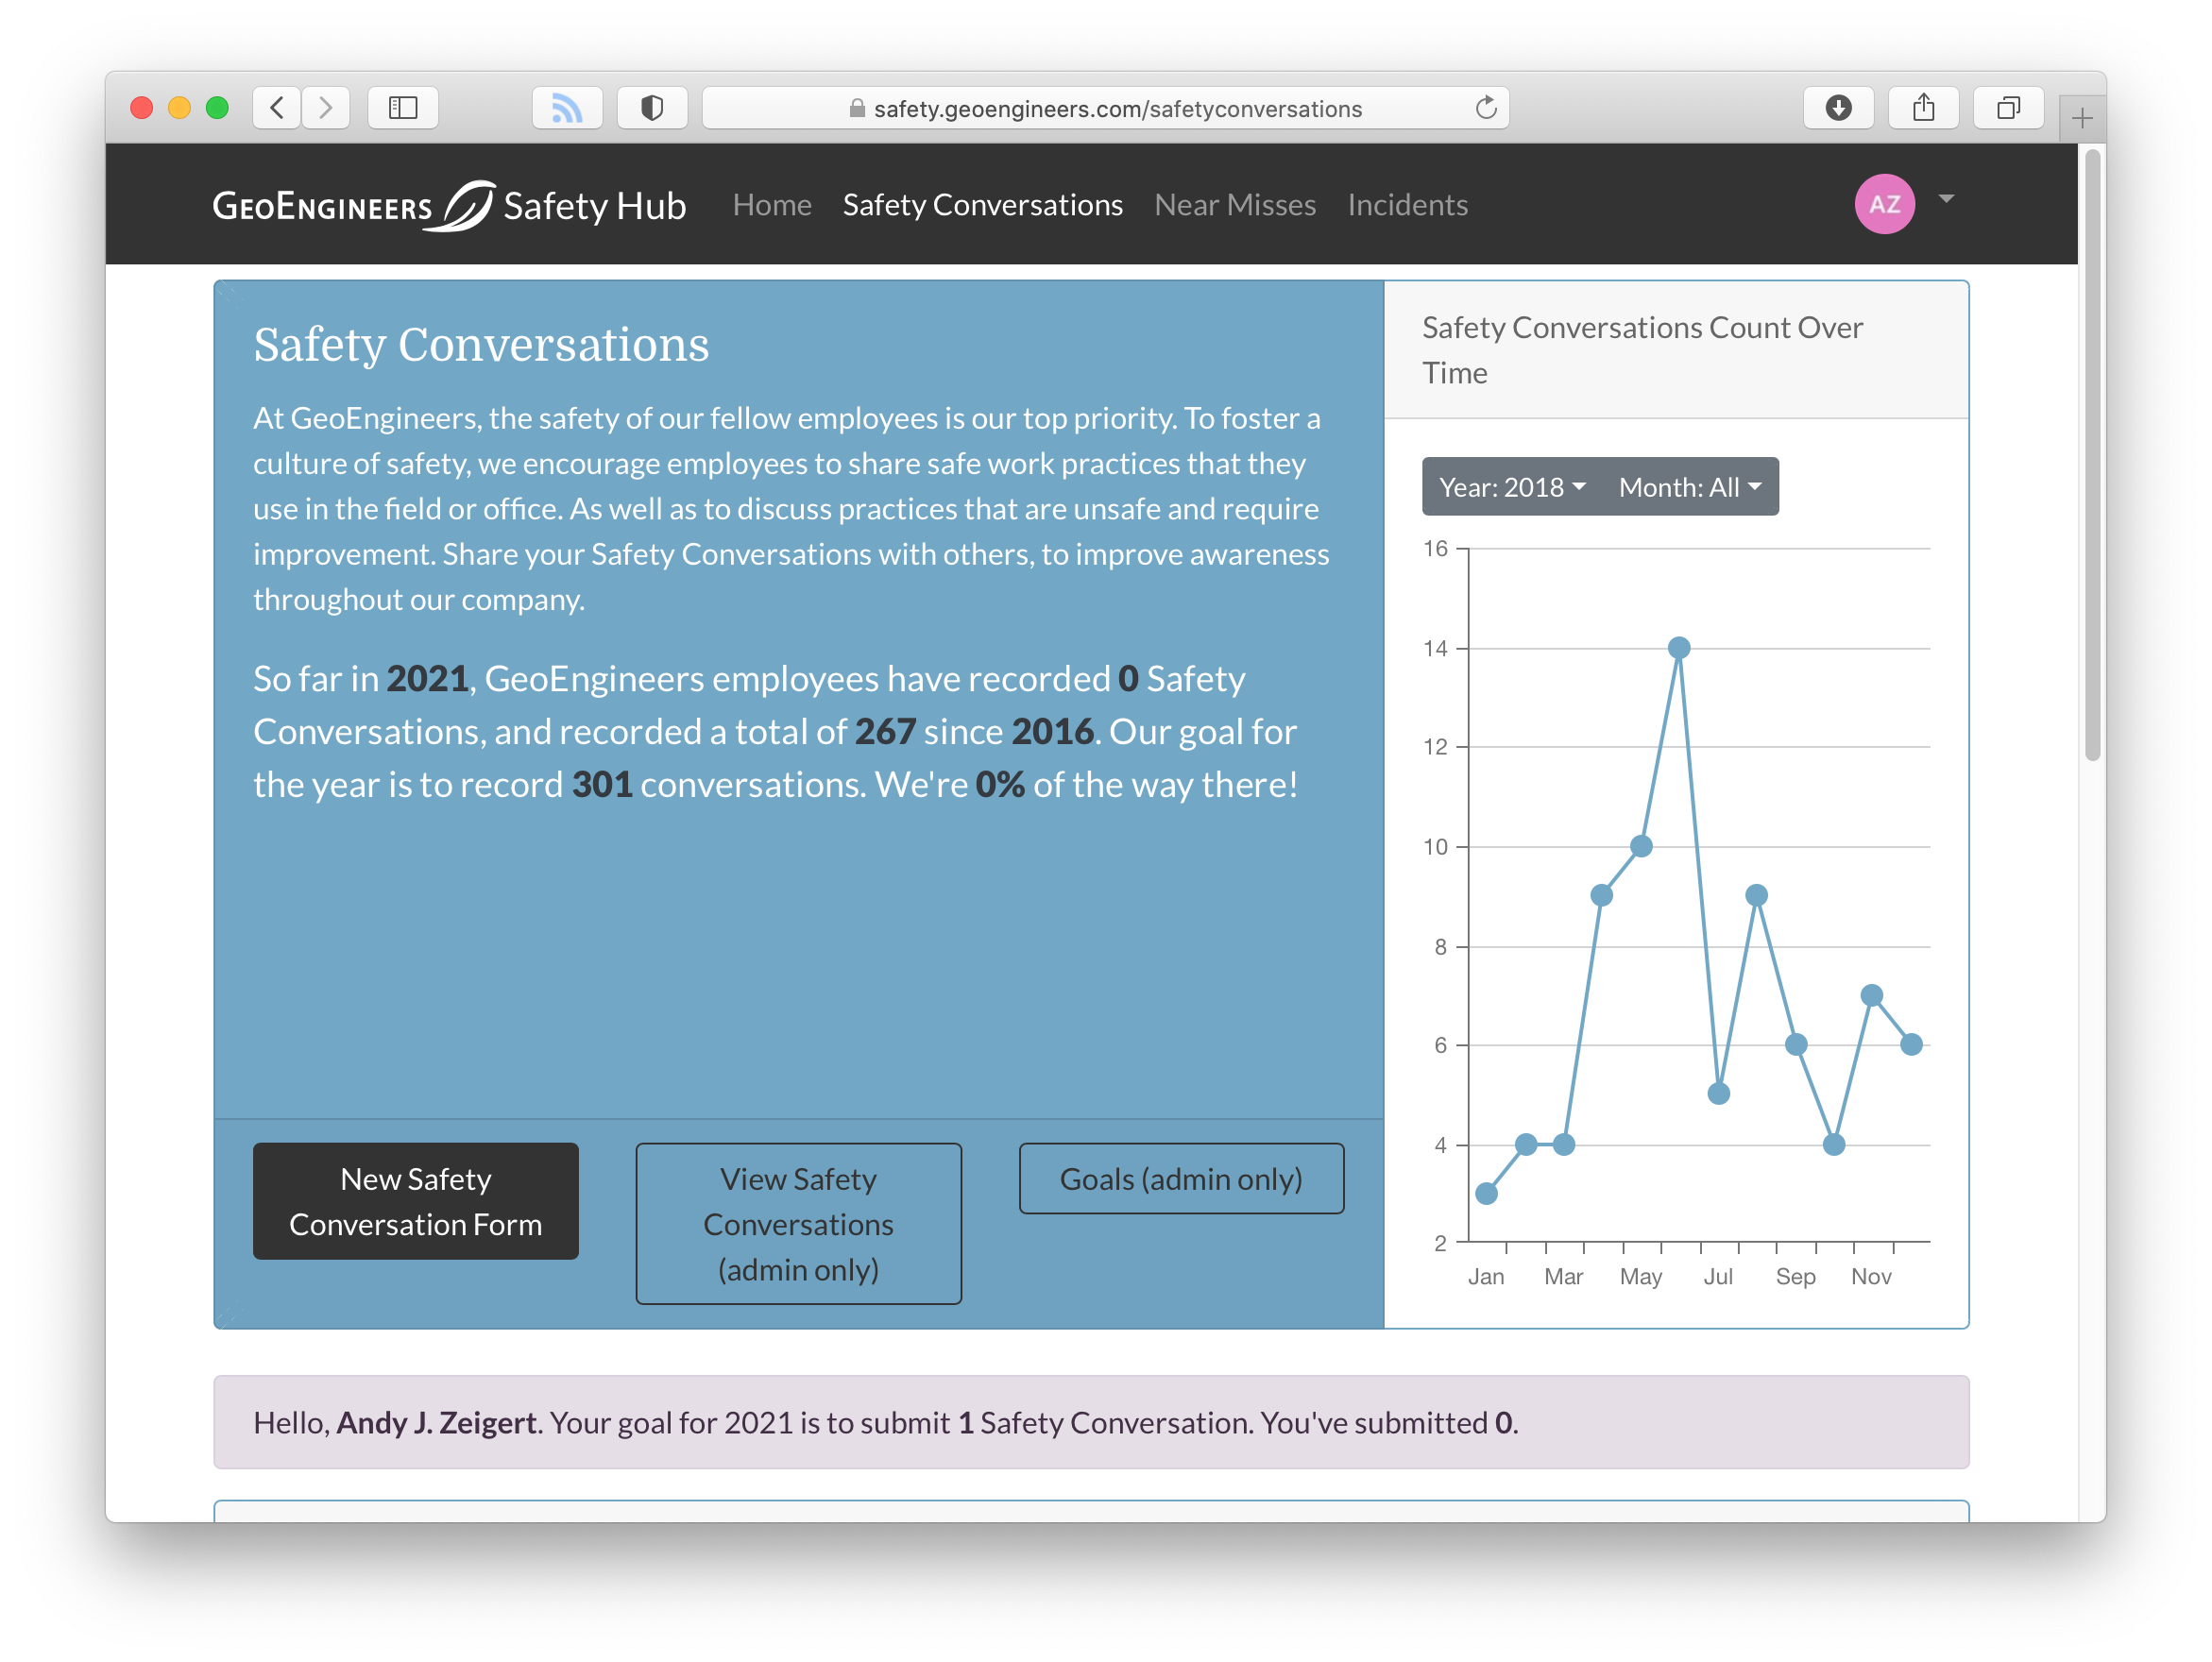 safety.geoengineers.com/safetyconversations
GEOENGINEERS Safety Hub Home Safety Conversations Near Misses Incidents AZ
Safety Conversations
At GeoEngineers, the safety of our fellow employees is our top priority. To foster a
culture of safety, we encourage employees to share safe work practices that they
use in the field or office. As well as to discuss practices that are unsafe and require
improvement. Share your Safety Conversations with others, to improve awareness
throughout our company.
So far in 2021, GeoEngineers employees have recorded 0 Safety
Conversations, and recorded a total of 267 since 2016. Our goal for
the year is to record 301 conversations. We're 0% of the way there!
New Safety
Conversation Form
View Safety
Conversations
(admin only)
Goals (admin only)
Safety Conversations Count Over
Time
Year: 2018 Month: All
16
14
12
10
8
6
4
2
Jan Mar May Jul Sep Nov
Hello, Andy J. Zeigert. Your goal for 2021 is to submit 1 Safety Conversation. You've submitted 0.